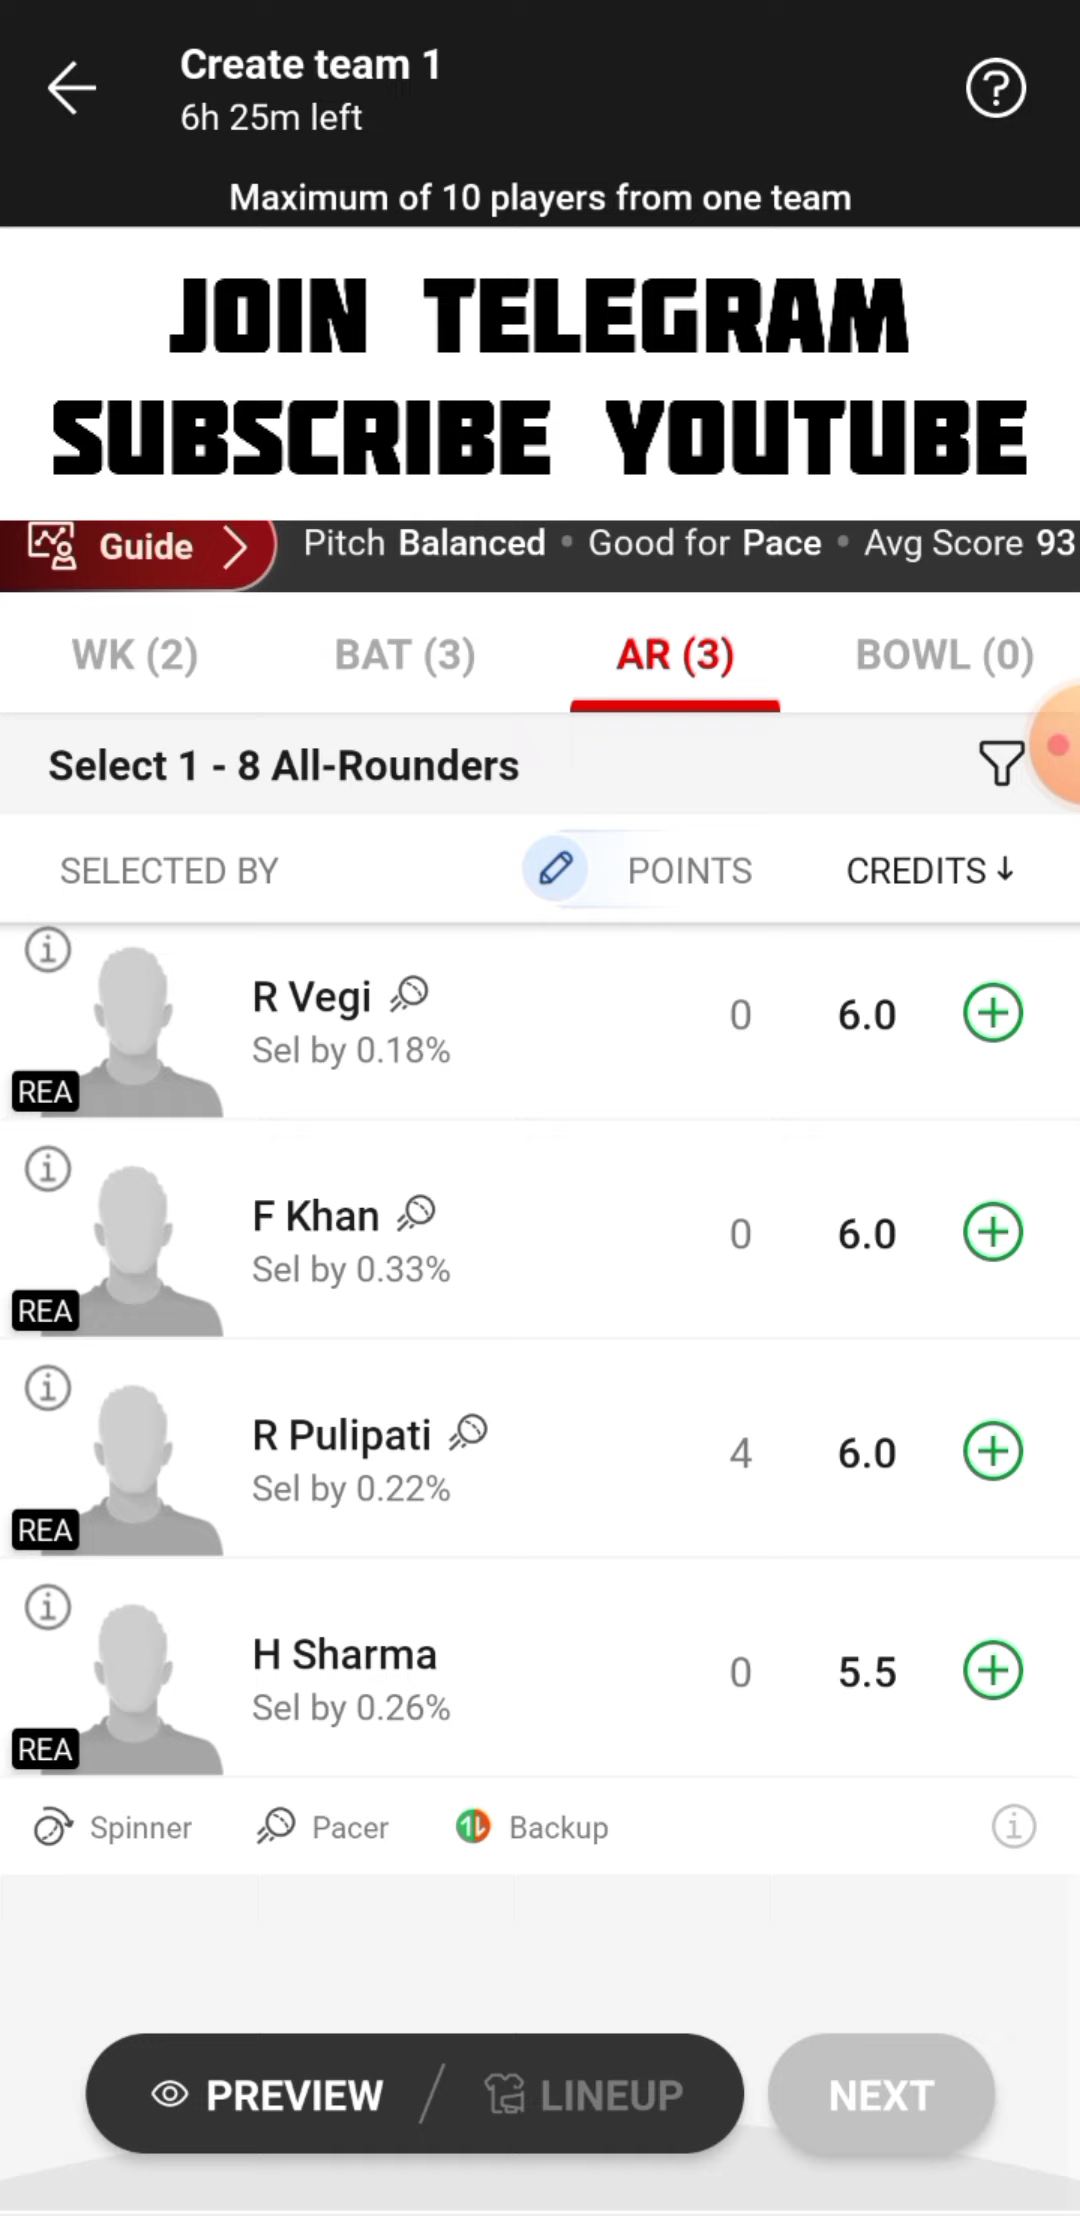 Create team 1
6h 25m left
Maximum of 10 players from one team
JOIN TELEGRAM
SUBSCRIBE YOUTUBE
Guide Pitch Balanced • Good for Pace • Avg Score 93
WK (2) BAT (3) AR (3) BOWL (0)
Select 1 - 8 All-Rounders
SELECTED BY POINTS CREDITS ↓
R Vegi 0 6.0
Sel by 0.18%
REA
F Khan 0 6.0
Sel by 0.33%
REA
R Pulipati 4 6.0
Sel by 0.22%
REA
H Sharma 0 5.5
Sel by 0.26%
REA
Spinner Pacer Backup
PREVIEW / LINEUP NEXT